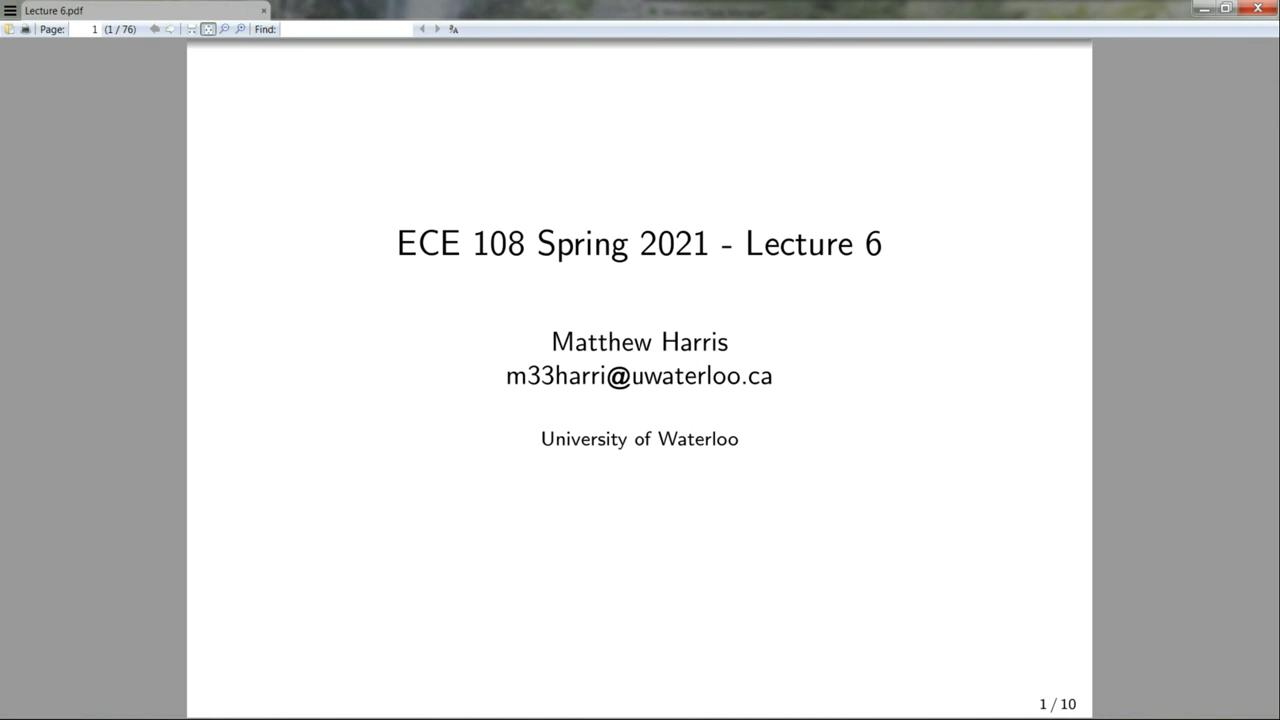 Lecture 6.pdf
Page: 1 (1 / 76) Find:
ECE 108 Spring 2021 - Lecture 6
Matthew Harris
m33harri@uwaterloo.ca
University of Waterloo
1 / 10